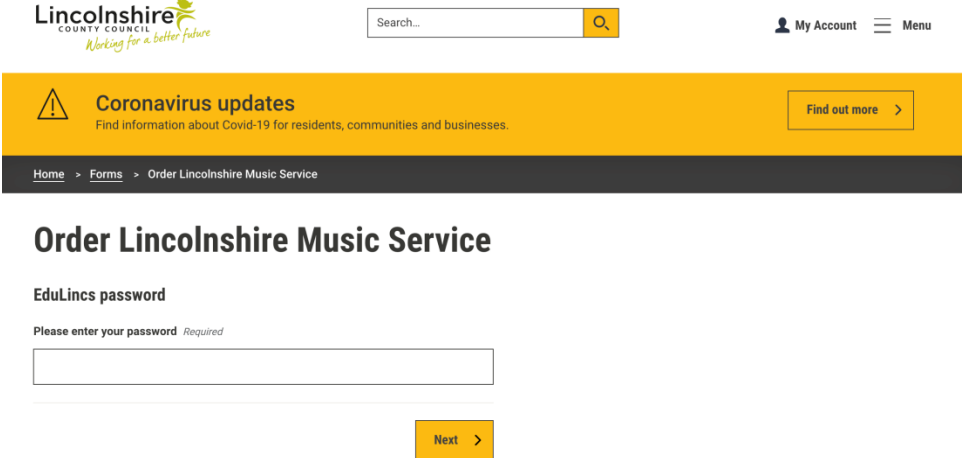 Lincolnshire
COUNTY COUNCIL
Working for a better future
Search...
My Account
Menu
Coronavirus updates
Find information about Covid-19 for residents, communities and businesses.
Find out more >
Home > Forms > Order Lincolnshire Music Service
Order Lincolnshire Music Service
EduLincs password
Please enter your password Required
Next >